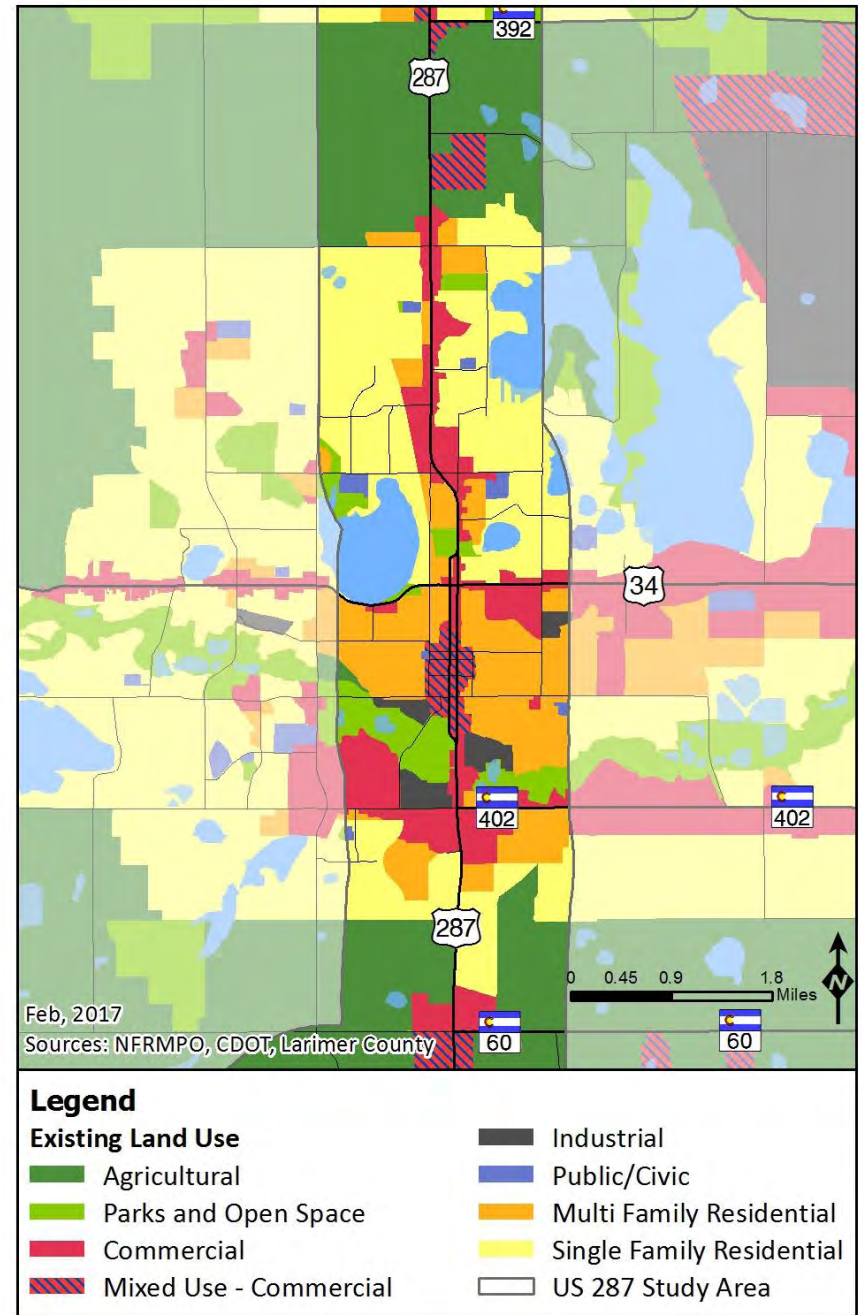 392
287
34
402
402
287
0 0.45 0.9 1.8
Miles
N
Feb, 2017
Sources: NFRMPO, CDOT, Larimer County
60
60
Legend
Existing Land Use
Agricultural
Parks and Open Space
Commercial
Mixed Use - Commercial
Industrial
Public/Civic
Multi Family Residential
Single Family Residential
US 287 Study Area